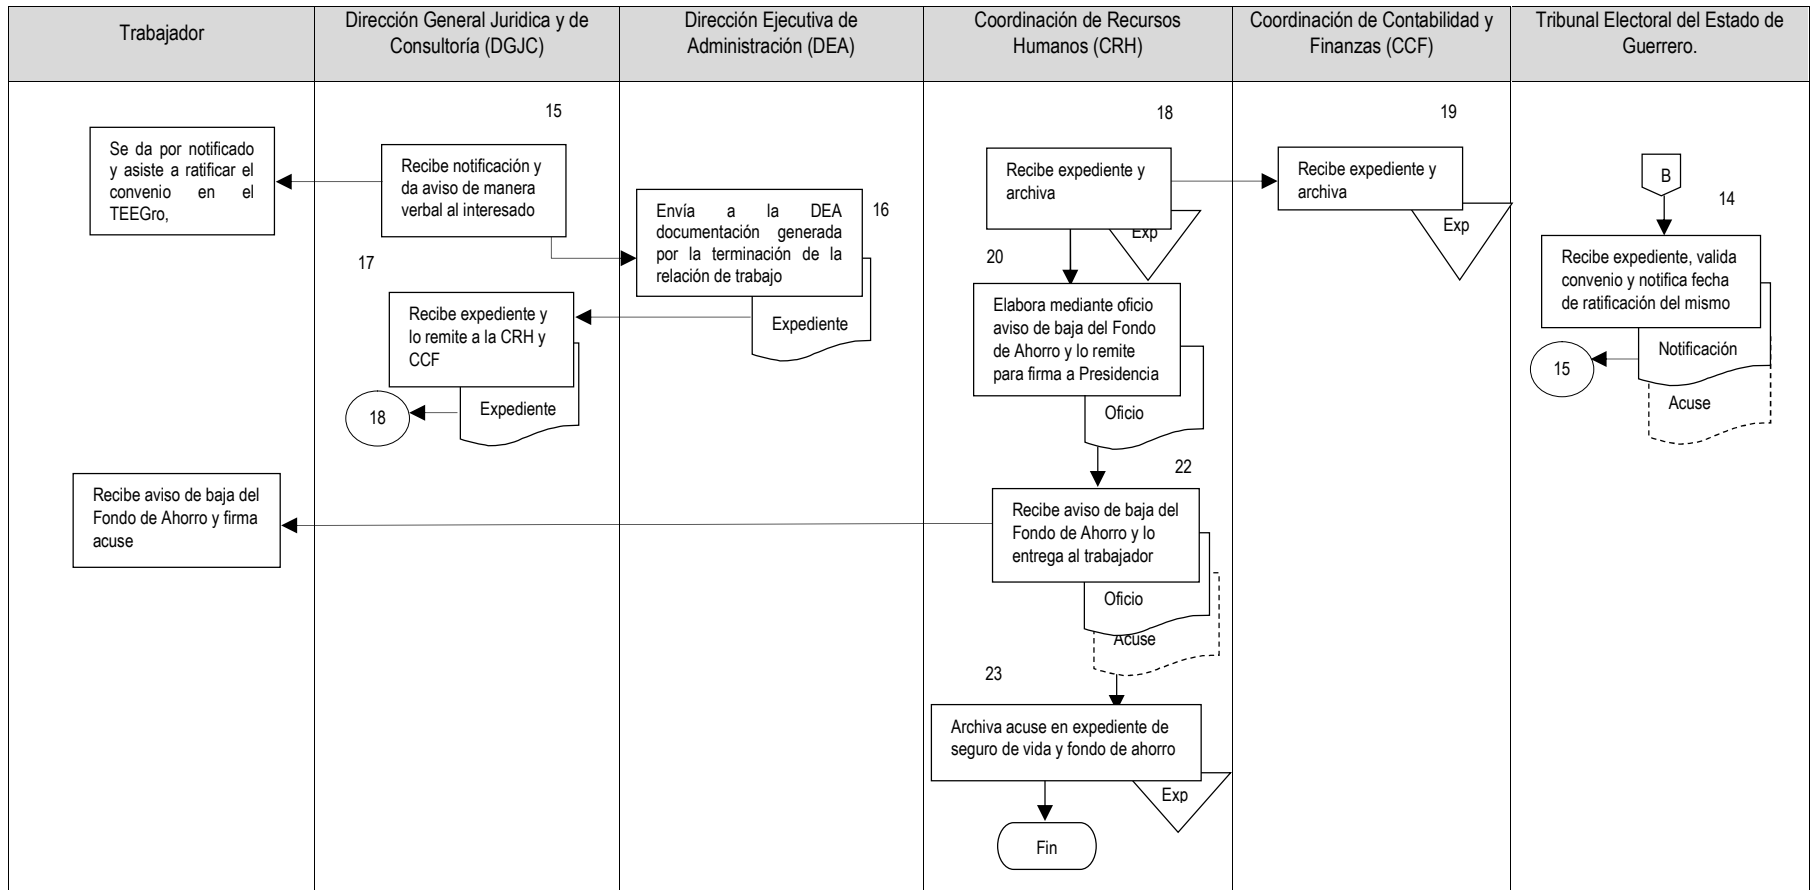 Trabajador
Dirección General Juridica y de
Consultoría (DGJC)
Dirección Ejecutiva de
Administración (DEA)
Coordinación de Recursos
Humanos (CRH)
Coordinación de Contabilidad y
Finanzas (CCF)
Tribunal Electoral del Estado de
Guerrero.
Se da por notificado
y asiste a ratificar el
convenio en el
TEEGro,
15
Recibe notificación y
da aviso de manera
verbal al interesado
16
Envía a la DEA
documentación generada
por la terminación de la
relación de trabajo
Expediente
17
Recibe expediente y
lo remite a la CRH y
CCF
Expediente
18
18
Recibe expediente y
archiva
Exp
19
Recibe expediente y
archiva
Exp
B
14
Recibe expediente, valida
convenio y notifica fecha
de ratificación del mismo
Notificación
15
Acuse
20
Elabora mediante oficio
aviso de baja del Fondo
de Ahorro y lo remite
para firma a Presidencia
Oficio
22
Recibe aviso de baja del
Fondo de Ahorro y lo
entrega al trabajador
Oficio
Acuse
Recibe aviso de baja del
Fondo de Ahorro y firma
acuse
23
Archiva acuse en expediente de
seguro de vida y fondo de ahorro
Exp
Fin